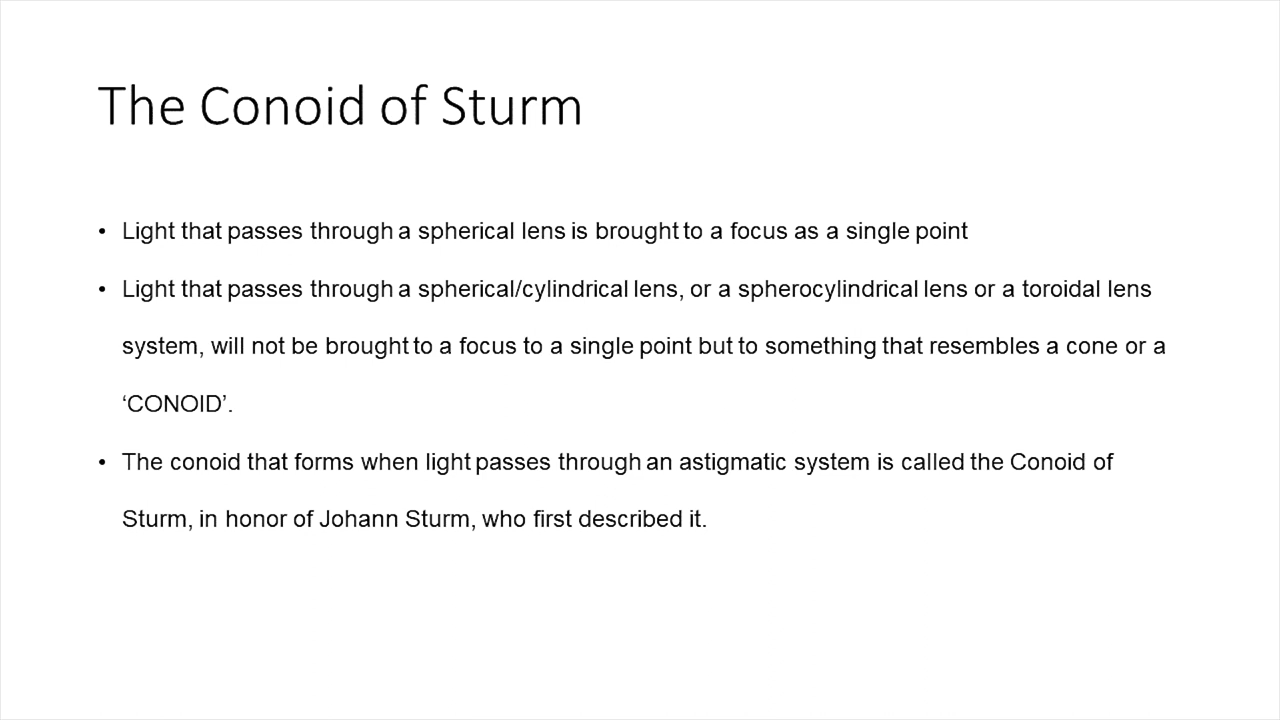 The Conoid of Sturm
• Light that passes through a spherical lens is brought to a focus as a single point
• Light that passes through a spherical/cylindrical lens, or a spherocylindrical lens or a toroidal lens
system, will not be brought to a focus to a single point but to something that resembles a cone or a
‘CONOID’.
• The conoid that forms when light passes through an astigmatic system is called the Conoid of
Sturm, in honor of Johann Sturm, who first described it.